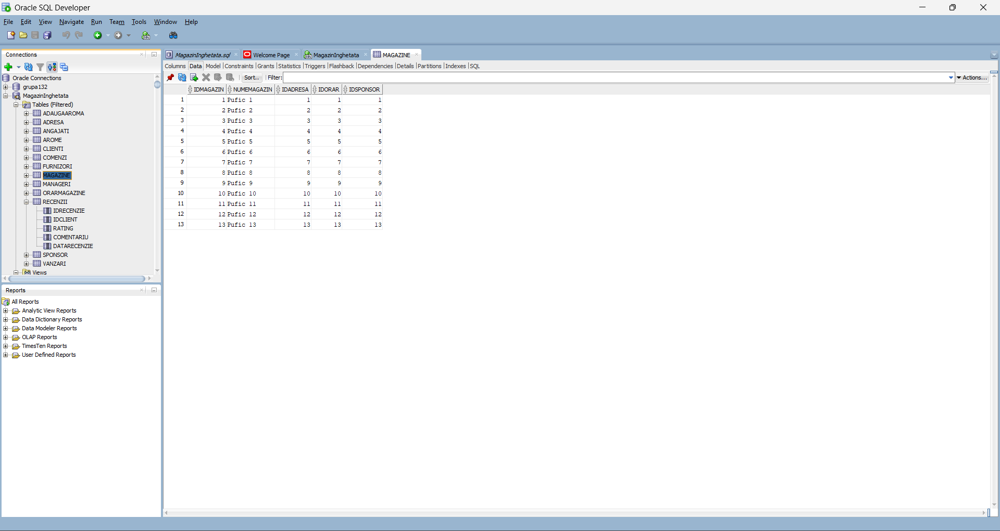 Oracle SQL Developer
File Edit View Navigate Run Team Tools Window Help
Connections
Oracle Connections
grupa132
MagazinInghetata
Tables (Filtered)
ADAUGAAROMA
ADRESA
ANGAJATI
AROME
CLIENTI
COMENZI
FURNIZORI
MAGAZINE
MANAGERI
ORARMAGAZINE
RECENZII
IDRECENZIE
IDCLIENT
RATING
COMENTARIU
DATARECENZIE
SPONSOR
VANZARI
Views
Reports
All Reports
Analytic View Reports
Data Dictionary Reports
Data Modeler Reports
OLAP Reports
TimesTen Reports
User Defined Reports
MagazinInghetata.sql Welcome Page MagazinInghetata MAGAZINE
Columns Data Model Constraints Grants Statistics Triggers Flashback Dependencies Details Partitions Indexes SQL
Sort.. Filter: Actions...
IDMAGAZIN NUMEMAGAZIN IDADRESA IDORAR IDSPONSOR
1 1 Pufic 1 1 1 1
2 2 Pufic 2 2 2 2
3 3 Pufic 3 3 3 3
4 4 Pufic 4 4 4 4
5 5 Pufic 5 5 5 5
6 6 Pufic 6 6 6 6
7 7 Pufic 7 7 7 7
8 8 Pufic 8 8 8 8
9 9 Pufic 9 9 9 9
10 10 Pufic 10 10 10 10
11 11 Pufic 11 11 11 11
12 12 Pufic 12 12 12 12
13 13 Pufic 13 13 13 13